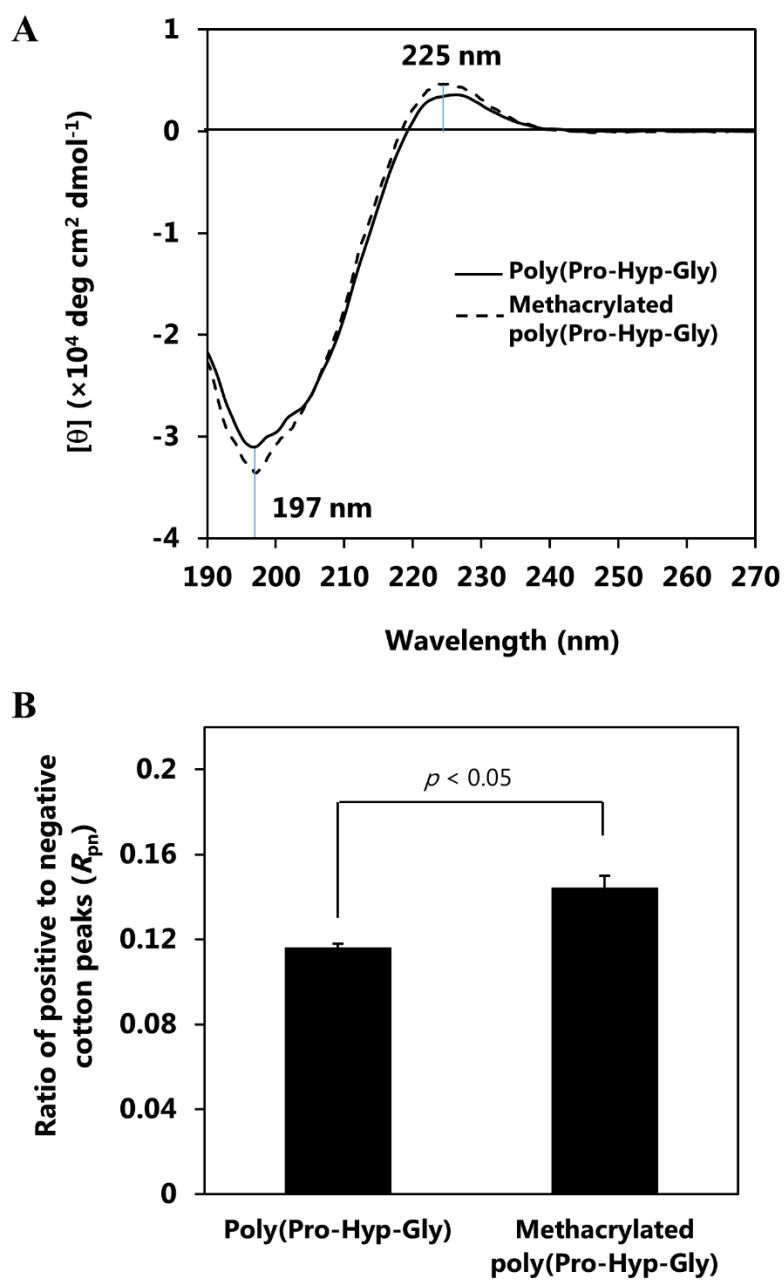 A
1
0
-1
-2
-3
-4
[θ] (×10⁴ deg cm² dmol⁻¹)
225 nm
Poly(Pro-Hyp-Gly)
Methacrylated
poly(Pro-Hyp-Gly)
197 nm
190 200 210 220 230 240 250 260 270
Wavelength (nm)
B
Ratio of positive to negative
cotton peaks (Rpn)
0.2
0.16
0.12
0.08
0.04
0
p < 0.05
Poly(Pro-Hyp-Gly)
Methacrylated
poly(Pro-Hyp-Gly)